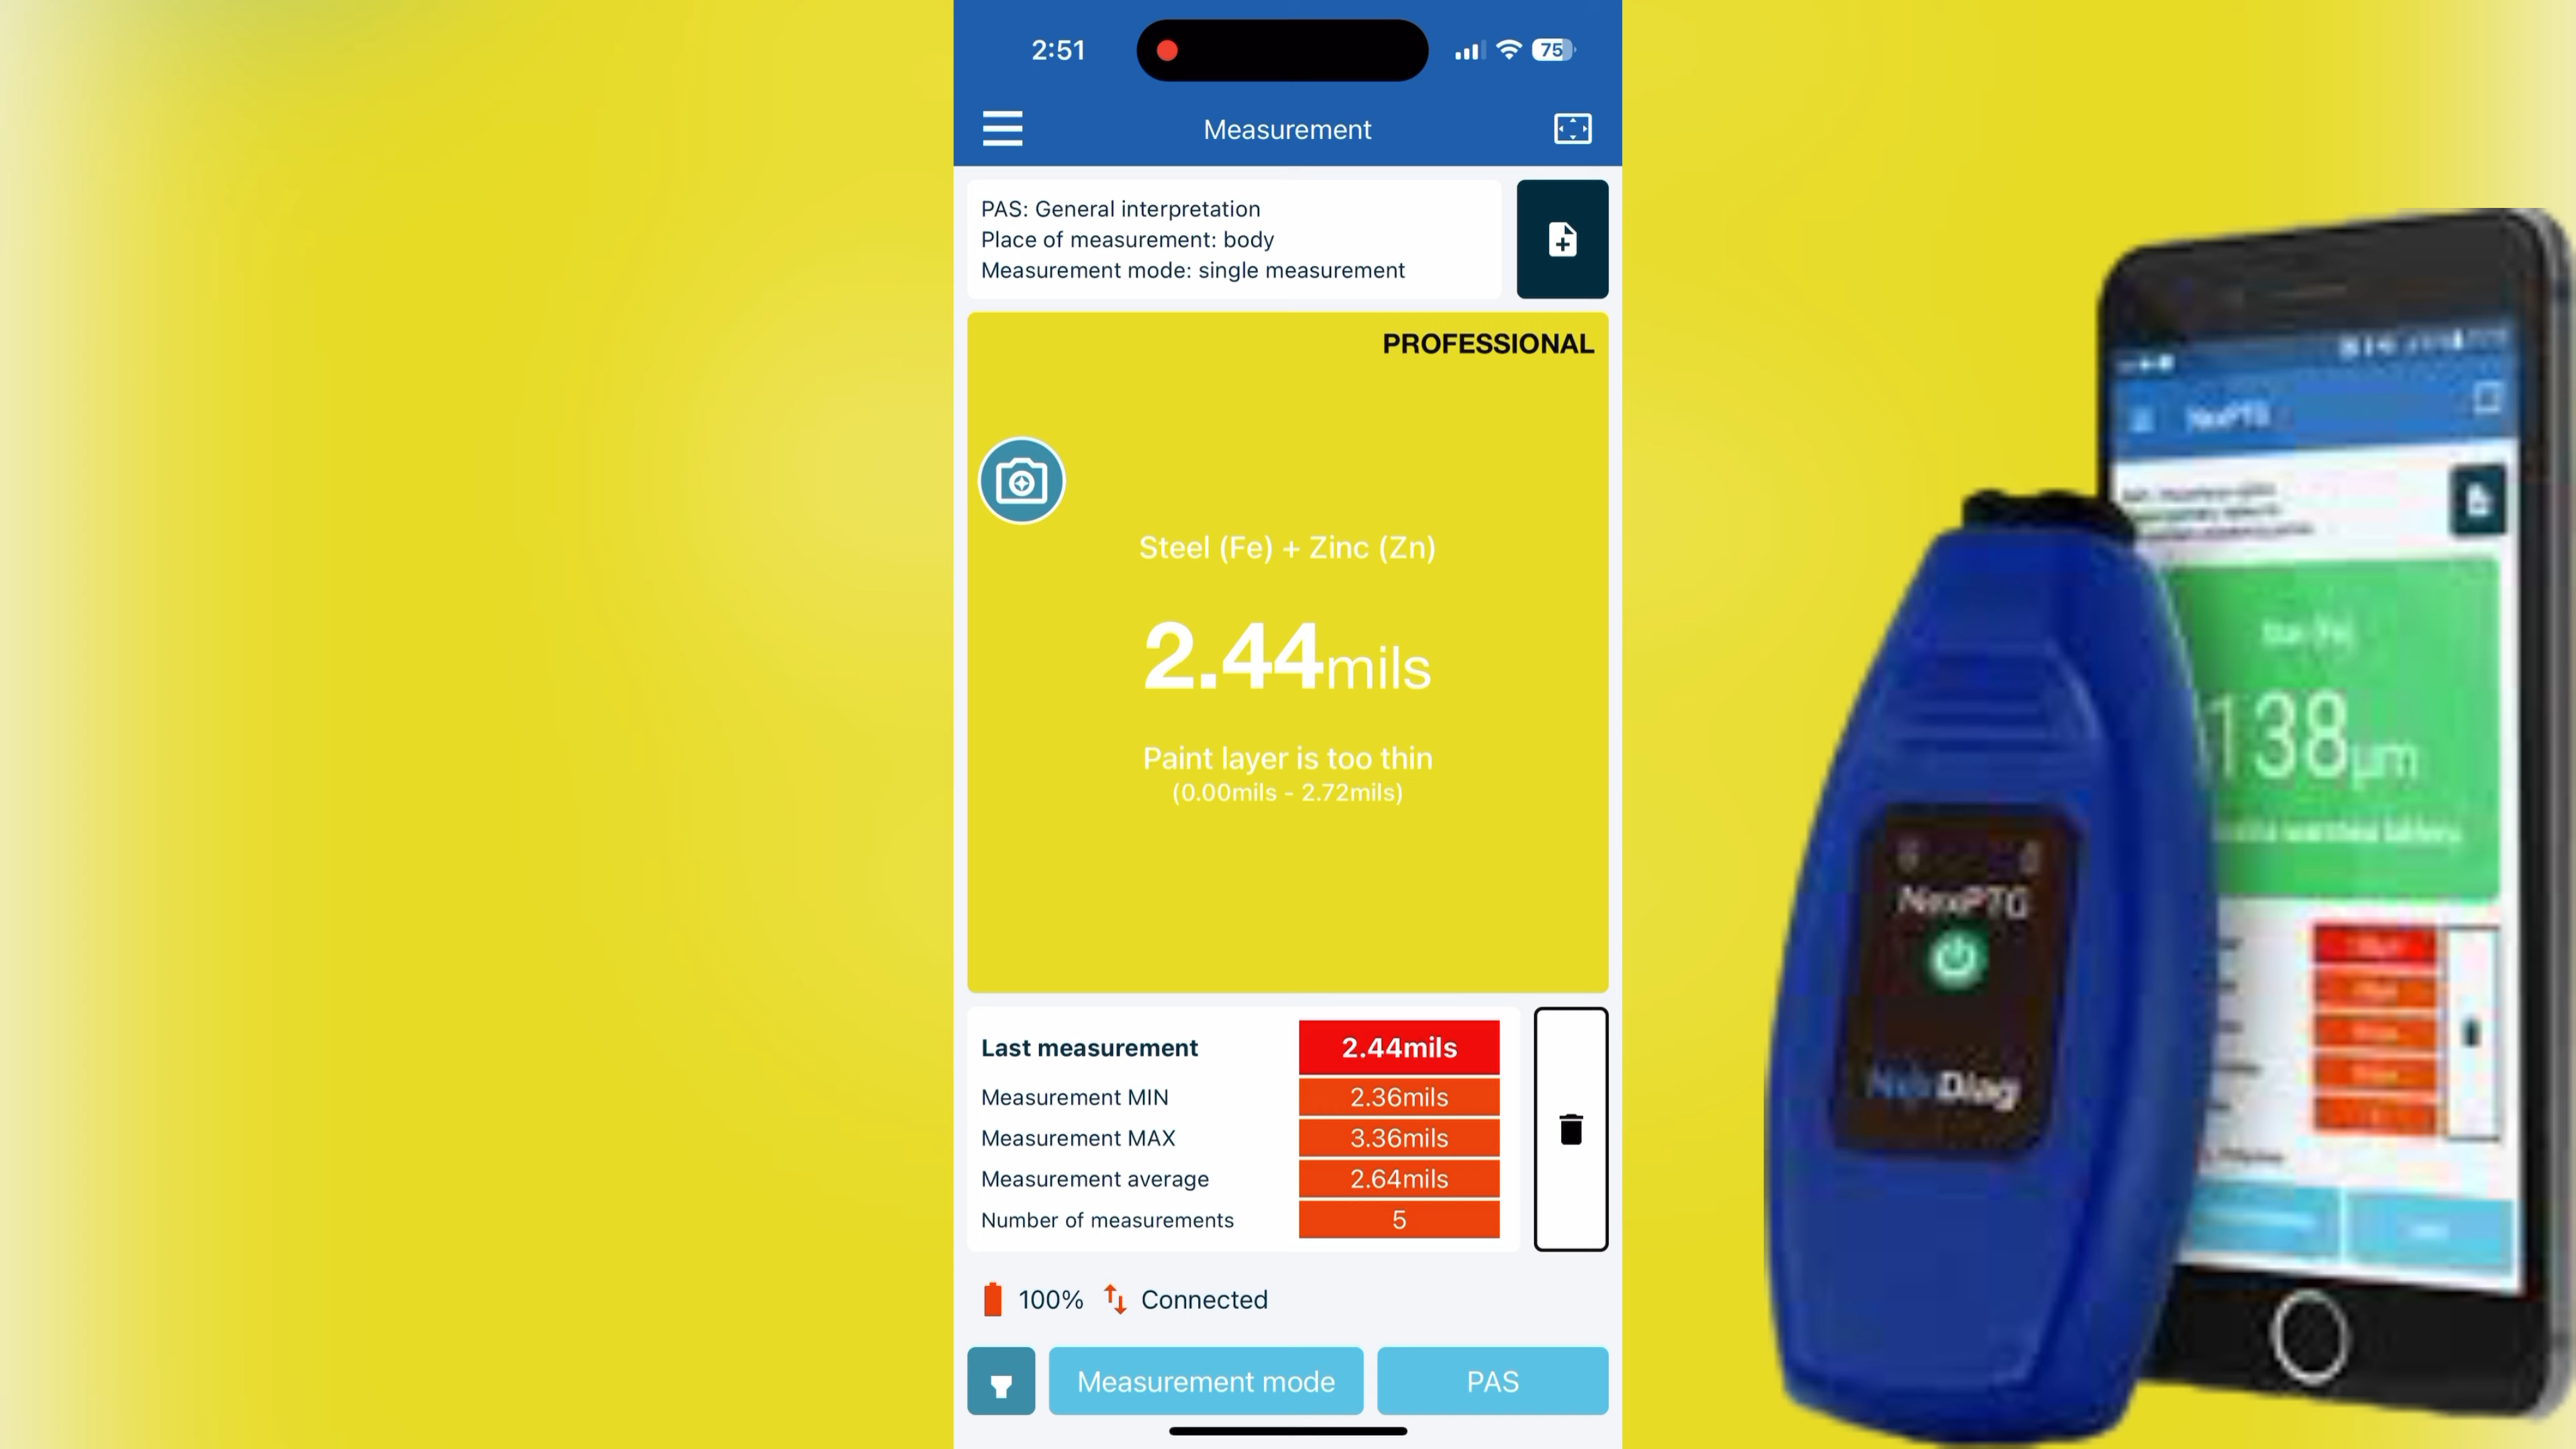 2:51
75
Measurement
PAS: General interpretation
Place of measurement: body
Measurement mode: single measurement
PROFESSIONAL
Steel (Fe) + Zinc (Zn)
2.44mils
Paint layer is too thin
(0.00mils - 2.72mils)
Last measurement 2.44mils
Measurement MIN 2.36mils
Measurement MAX 3.36mils
Measurement average 2.64mils
Number of measurements 5
100% Connected
Measurement mode PAS
NexPTG
138µm
NexPTG
NexDiag